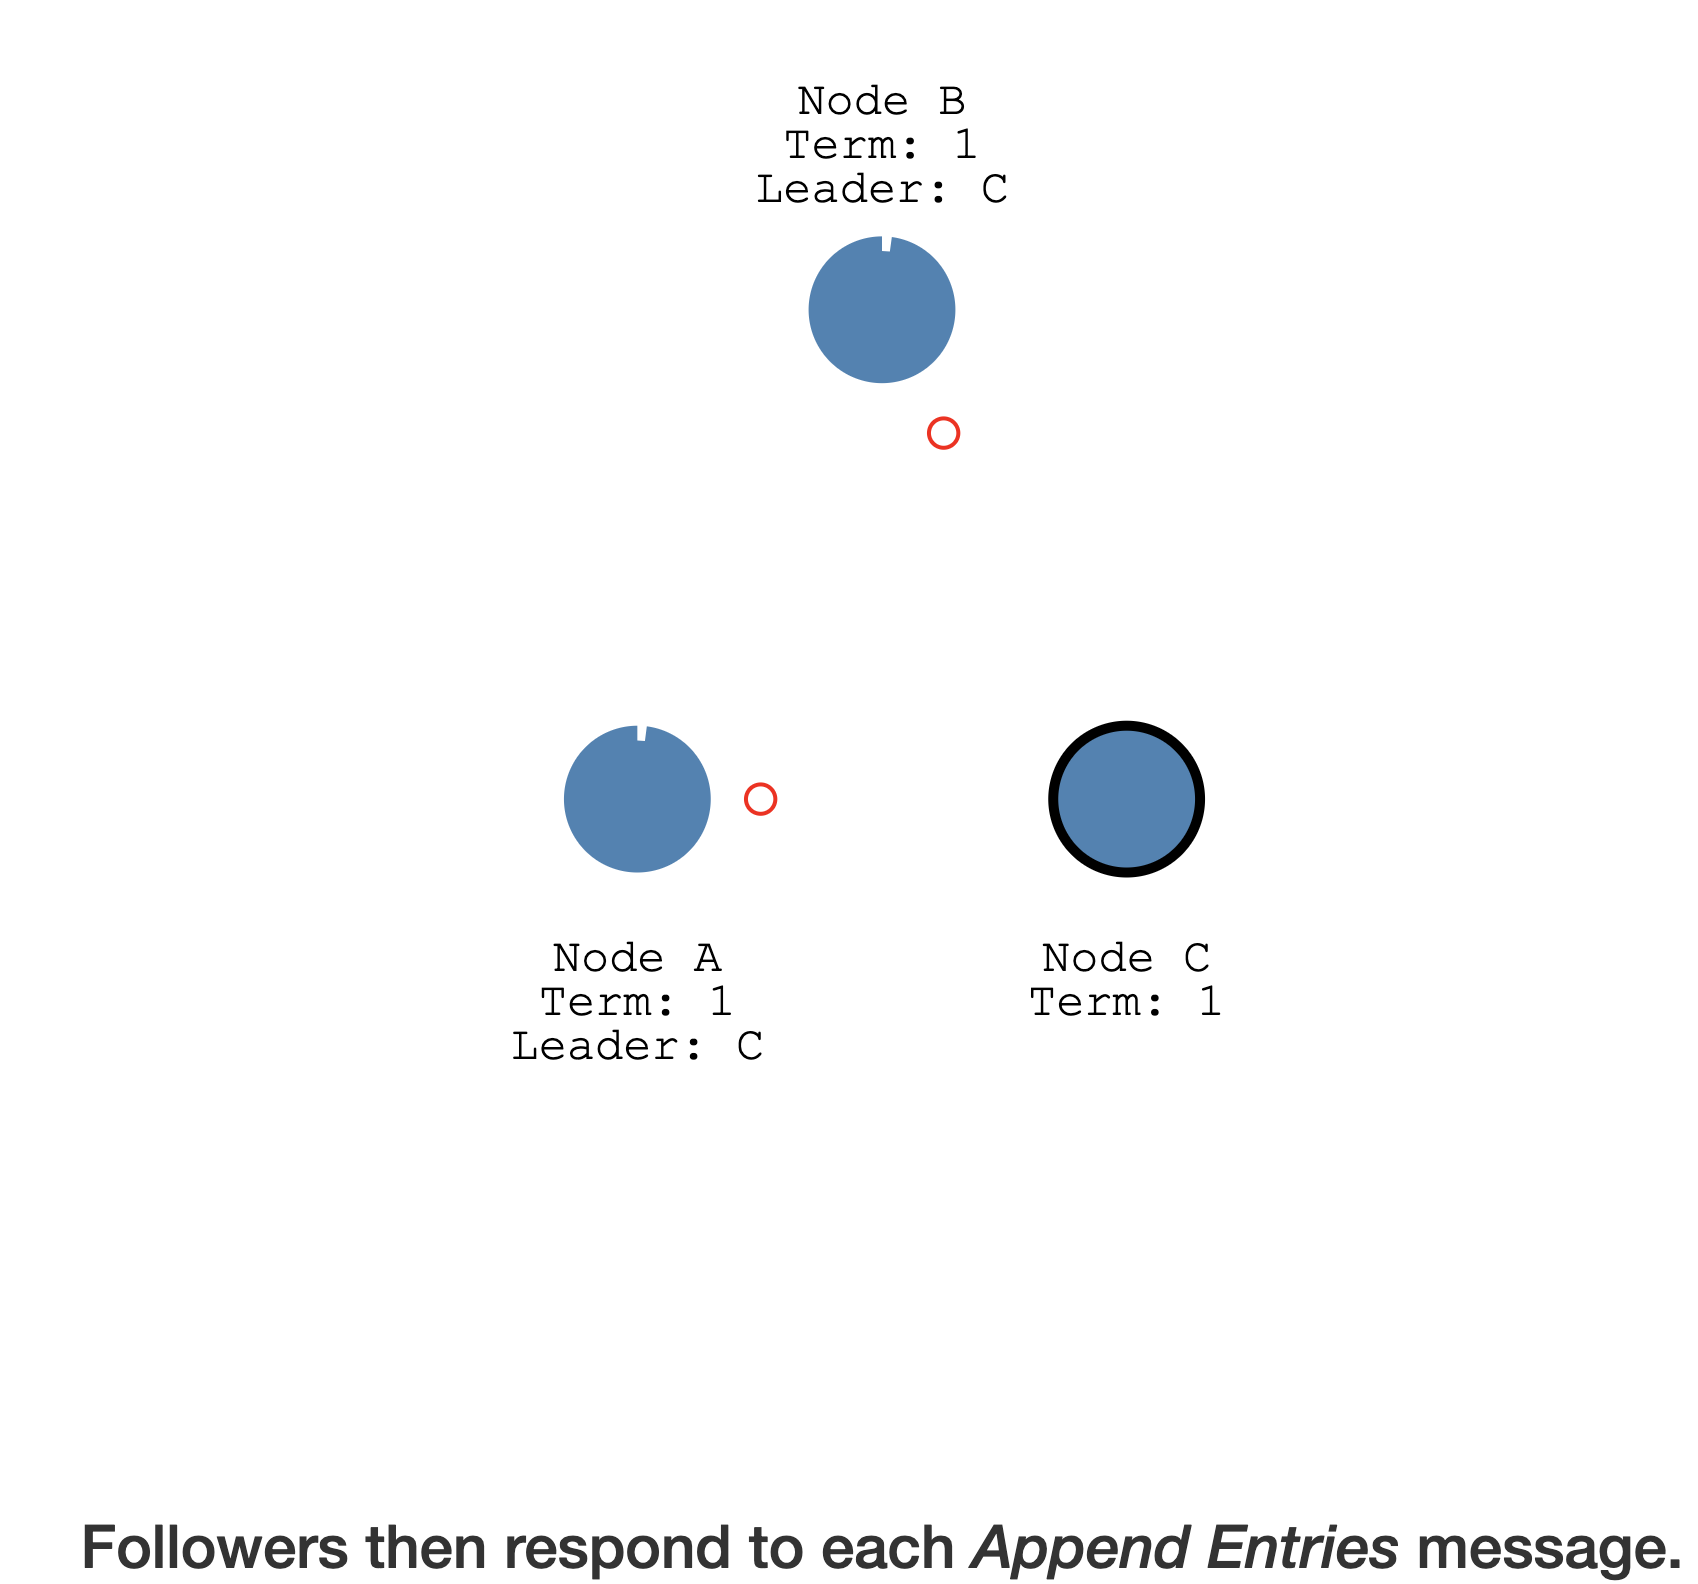 Node B
Term: 1
Leader: C
Node A
Term: 1
Leader: C
Node C
Term: 1
Followers then respond to each Append Entries message.